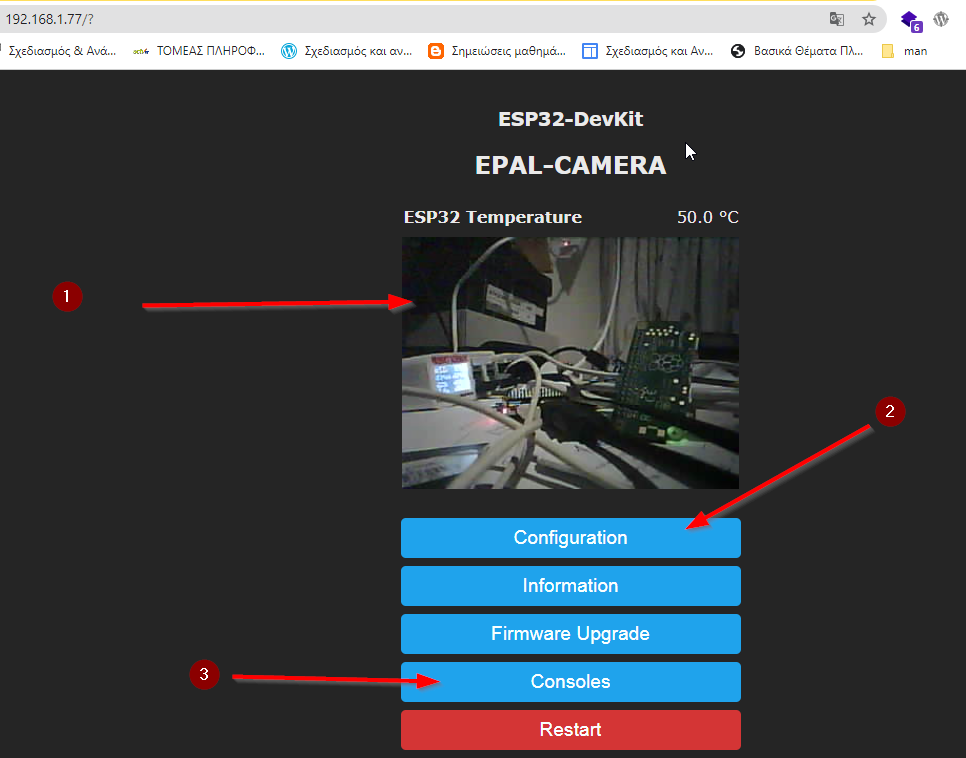 192.168.1.77/?
6
Σχεδιασμός & Ανά... activ ΤΟΜΕΑΣ ΠΛΗΡΟΦ... Σχεδιασμός και αν... Σημειώσεις μαθημά... Σχεδιασμός και Αν... Βασικά Θέματα Πλ... man
ESP32-DevKit
EPAL-CAMERA
ESP32 Temperature 50.0 °C
1
2
Configuration
Information
Firmware Upgrade
3
Consoles
Restart